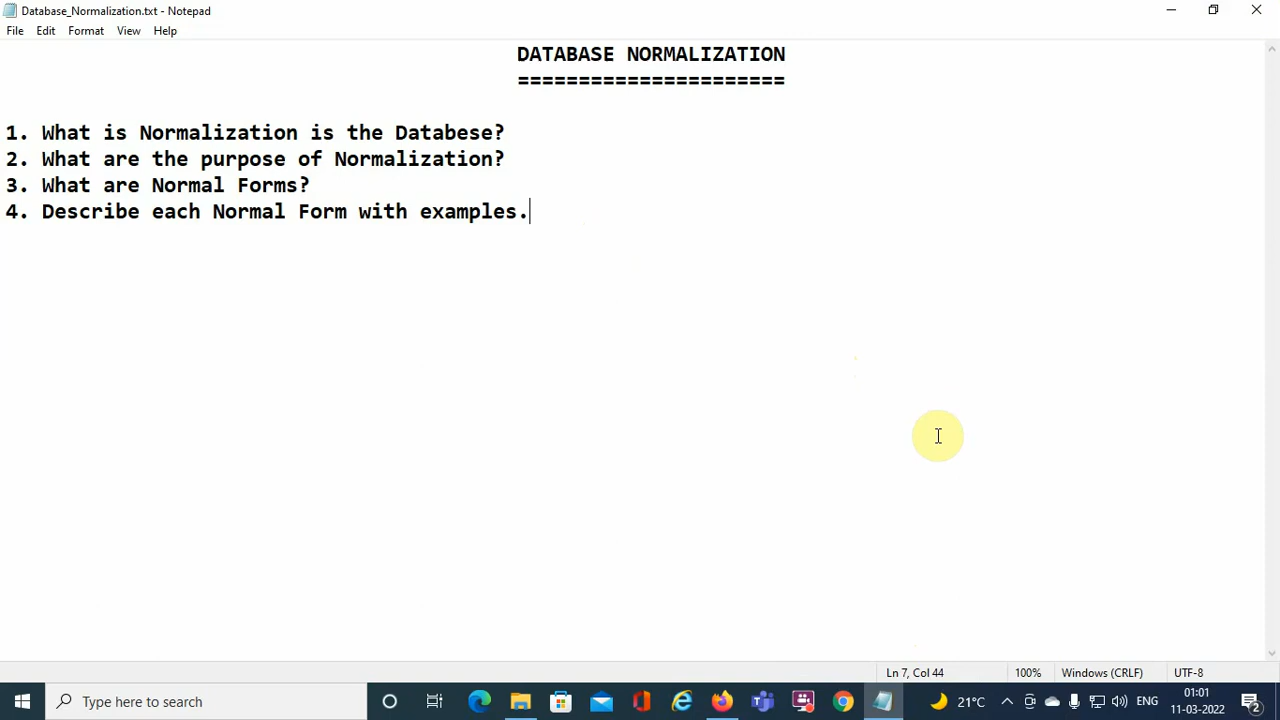 Database_Normalization.txt - Notepad
File Edit Format View Help
DATABASE NORMALIZATION
======================
1. What is Normalization is the Databese?
2. What are the purpose of Normalization?
3. What are Normal Forms?
4. Describe each Normal Form with examples.
Ln 7, Col 44 100% Windows (CRLF) UTF-8
Type here to search 21°C ENG 01:01
11-03-2022 2